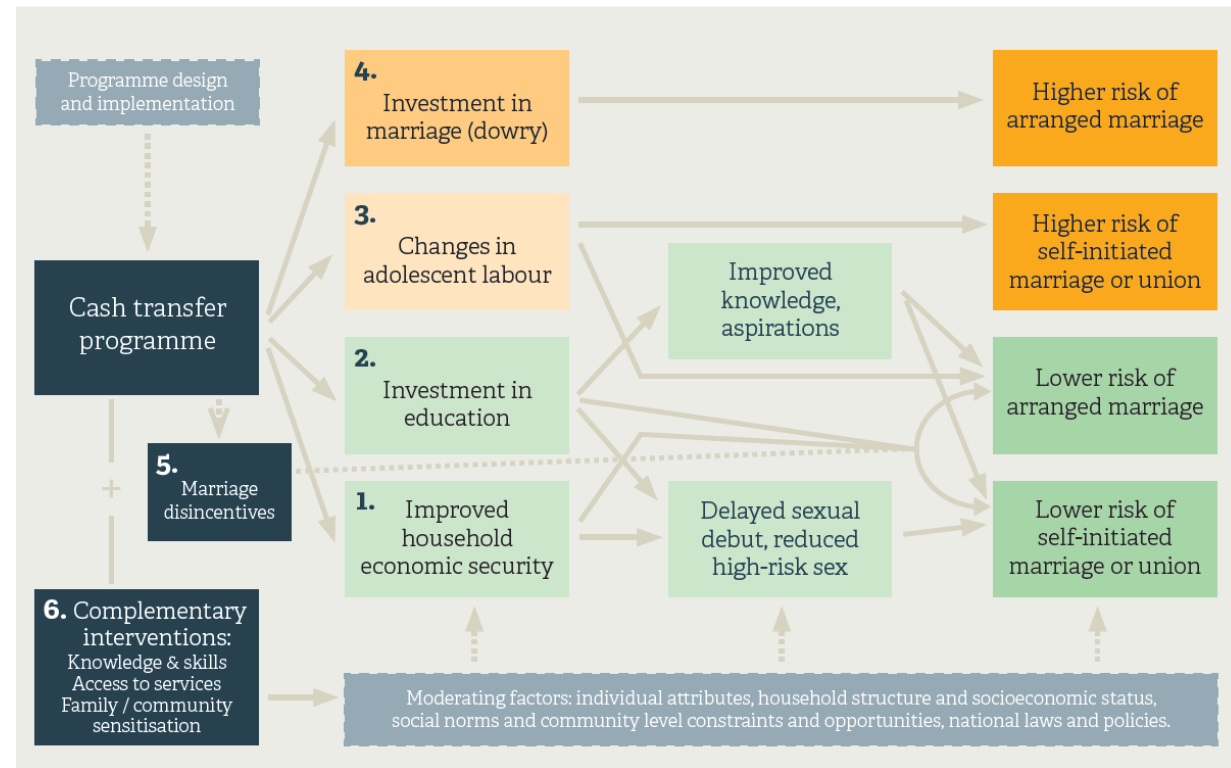 Programme design
and implementation
Cash transfer
programme
+
5.
Marriage
disincentives
6. Complementary
interventions:
Knowledge & skills
Access to services
Family / community
sensitisation
4.
Investment in
marriage (dowry)
3.
Changes in
adolescent labour
2.
Investment in
education
1. Improved
household
economic security
Improved
knowledge,
aspirations
Delayed sexual
debut, reduced
high-risk sex
Higher risk of
arranged marriage
Higher risk of
self-initiated
marriage or union
Lower risk of
arranged marriage
Lower risk of
self-initiated
marriage or union
Moderating factors: individual attributes, household structure and socioeconomic status,
social norms and community level constraints and opportunities, national laws and policies.